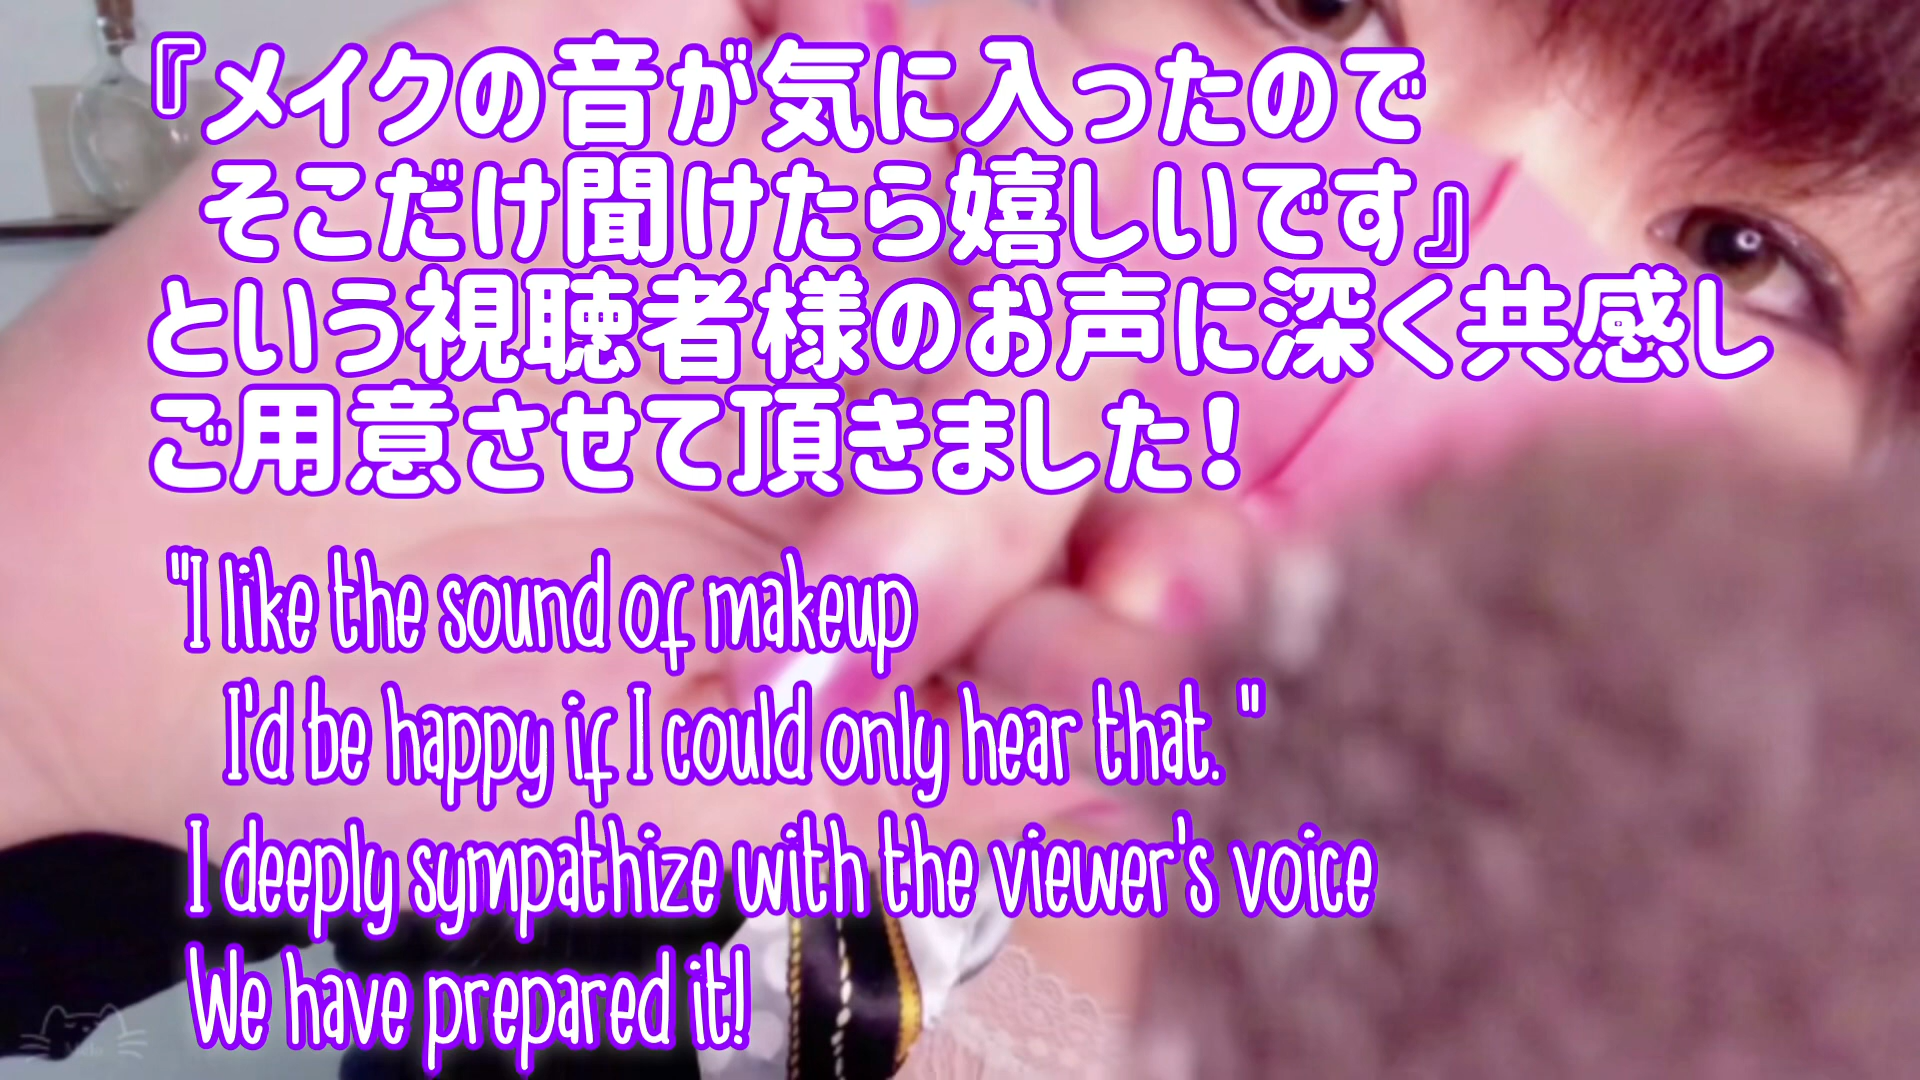 『メイクの音が気に入ったので
そこだけ聞けたら嬉しいです』
という視聴者様のお声に深く共感し
ご用意させて頂きました!
"I like the sound of makeup
I'd be happy if I could only hear that. "
I deeply sympathize with the viewer's voice
We have prepared it!